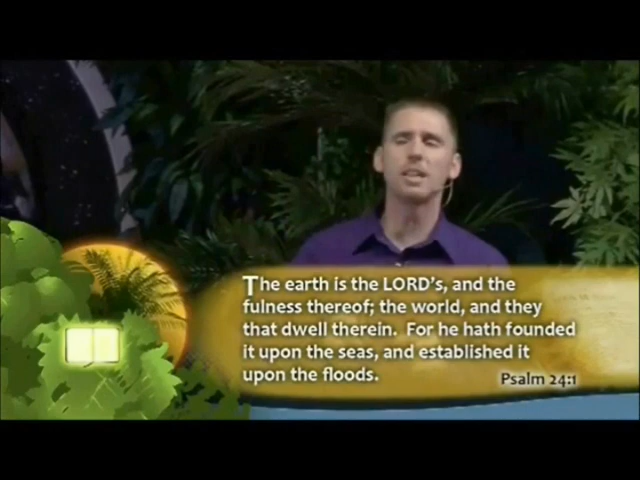 The earth is the LORD's, and the
fulness thereof; the world, and they
that dwell therein. For he hath founded
it upon the seas, and established it
upon the floods.
Psalm 24:1